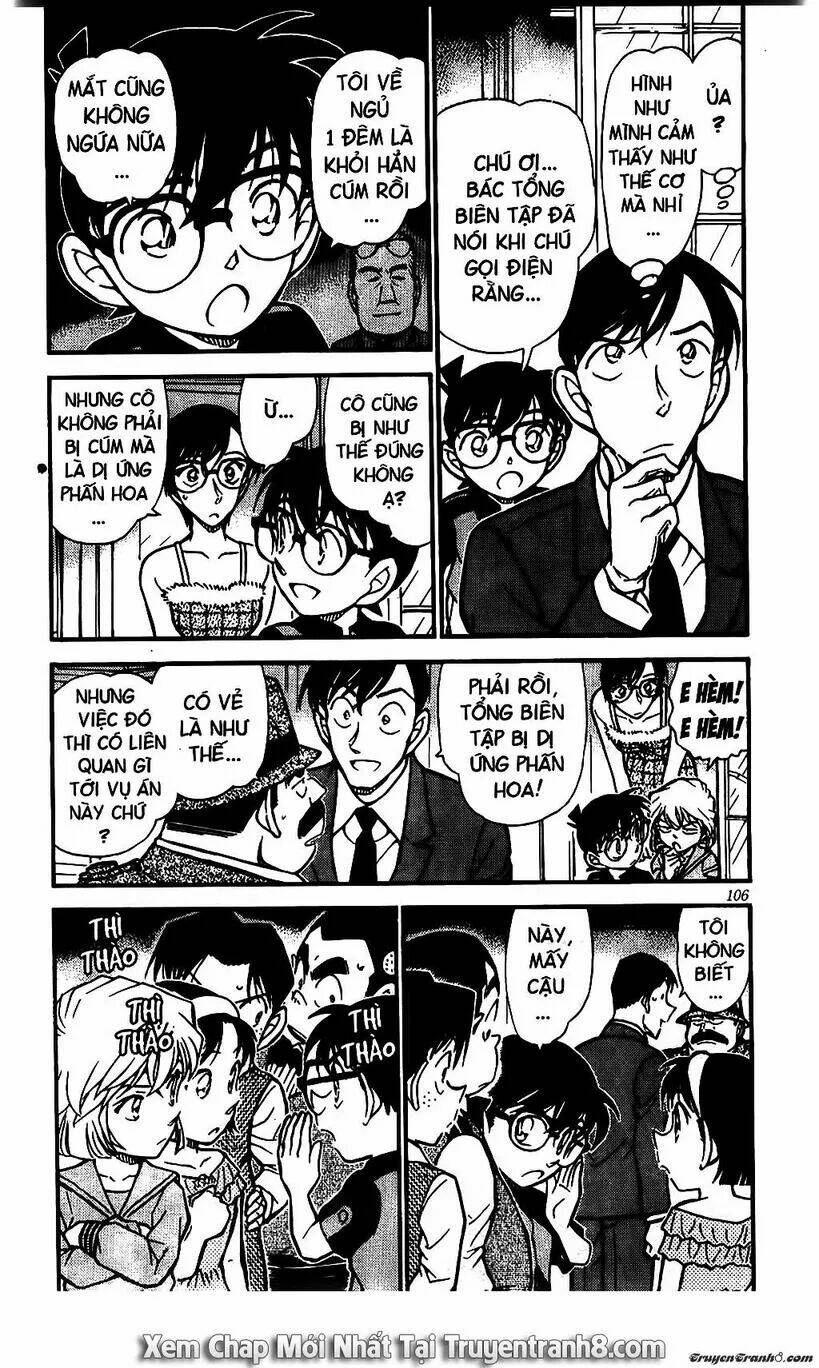 ỦA
?
HÌNH
NHƯ
MÌNH CẢM
THẤY NHƯ
THẾ CƠ
MÀ NHỈ
...
CHÚ ƠI...
BÁC TỔNG
BIÊN TẬP ĐÃ
NÓI KHI CHÚ
GỌI ĐIỆN
RẰNG...
TÔI VỀ
NGỦ
1 ĐÊM LÀ
KHỎI HẲN
CÚM RỒI
...
MẮT CŨNG
KHÔNG
NGỨA NỮA
...
CÔ CŨNG
BỊ NHƯ
THẾ ĐÚNG
KHÔNG
Ạ?
Ừ...
NHƯNG CÔ
KHÔNG PHẢI
BỊ CÚM MÀ
LÀ DỊ ỨNG
PHẤN HOA
...
E HÈM!
E HÈM!
PHẢI RỒI,
TỔNG BIÊN
TẬP BỊ DỊ
ỨNG PHẤN
HOA!
CÓ VẺ
LÀ NHƯ
THẾ...
NHƯNG
VIỆC ĐÓ
THÌ CÓ LIÊN
QUAN GÌ
TỚI VỤ ÁN
NÀY CHỨ
?
106
TÔI
KHÔNG
BIẾT
...
NÀY,
MẤY
CẬU
...
THÌ
THÀO
THÌ
THÀO
THÌ
THÀO
Xem Chap Mới Nhất Tại Truyentranh8.com
TruyenTranh8.com